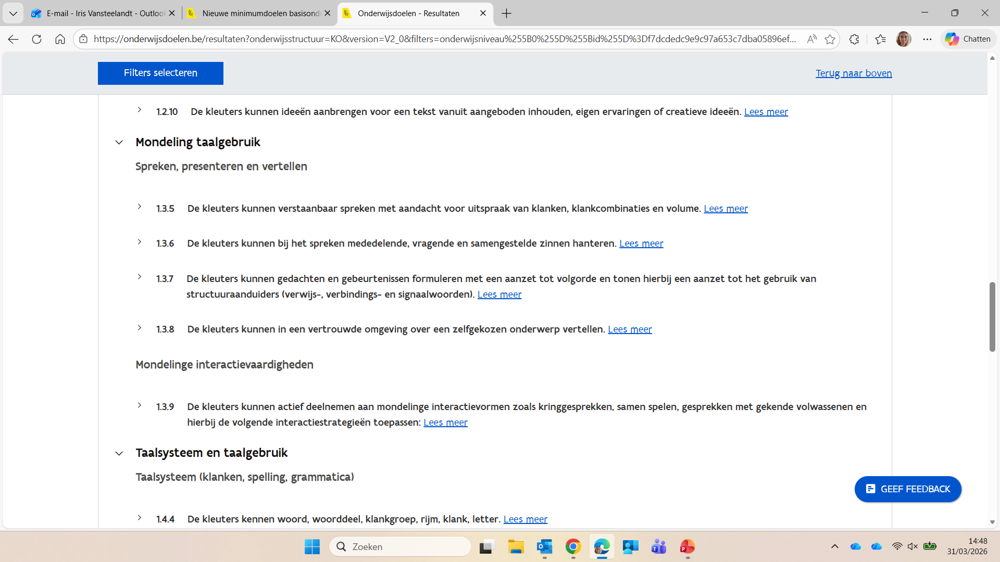 E-mail - Iris Vansteelandt - Outlook
Nieuwe minimumdoelen basisonde
Onderwijsdoelen - Resultaten
https://onderwijsdoelen.be/resultaten?onderwijsstructuur=KO&version=V2_0&filters=onderwijsniveau%255B0%255D%255Bid%255D%3Df7dcdedc9e9c97a653c7dba05896ef...
Chatten
Filters selecteren
Terug naar boven
1.2.10 De kleuters kunnen ideeën aanbrengen voor een tekst vanuit aangeboden inhouden, eigen ervaringen of creatieve ideeën. Lees meer
Mondeling taalgebruik
Spreken, presenteren en vertellen
1.3.5 De kleuters kunnen verstaanbaar spreken met aandacht voor uitspraak van klanken, klankcombinaties en volume. Lees meer
1.3.6 De kleuters kunnen bij het spreken mededelende, vragende en samengestelde zinnen hanteren. Lees meer
1.3.7 De kleuters kunnen gedachten en gebeurtenissen formuleren met een aanzet tot volgorde en tonen hierbij een aanzet tot het gebruik van
structuuraanduiders (verwijs-, verbindings- en signaalwoorden). Lees meer
1.3.8 De kleuters kunnen in een vertrouwde omgeving over een zelfgekozen onderwerp vertellen. Lees meer
Mondelinge interactievaardigheden
1.3.9 De kleuters kunnen actief deelnemen aan mondelinge interactievormen zoals kringgesprekken, samen spelen, gesprekken met gekende volwassenen en
hierbij de volgende interactiestrategieën toepassen: Lees meer
Taalsysteem en taalgebruik
Taalsysteem (klanken, spelling, grammatica)
GEEF FEEDBACK
1.4.4 De kleuters kennen woord, woorddeel, klankgroep, rijm, klank, letter. Lees meer
Zoeken
14:48
31/03/2026